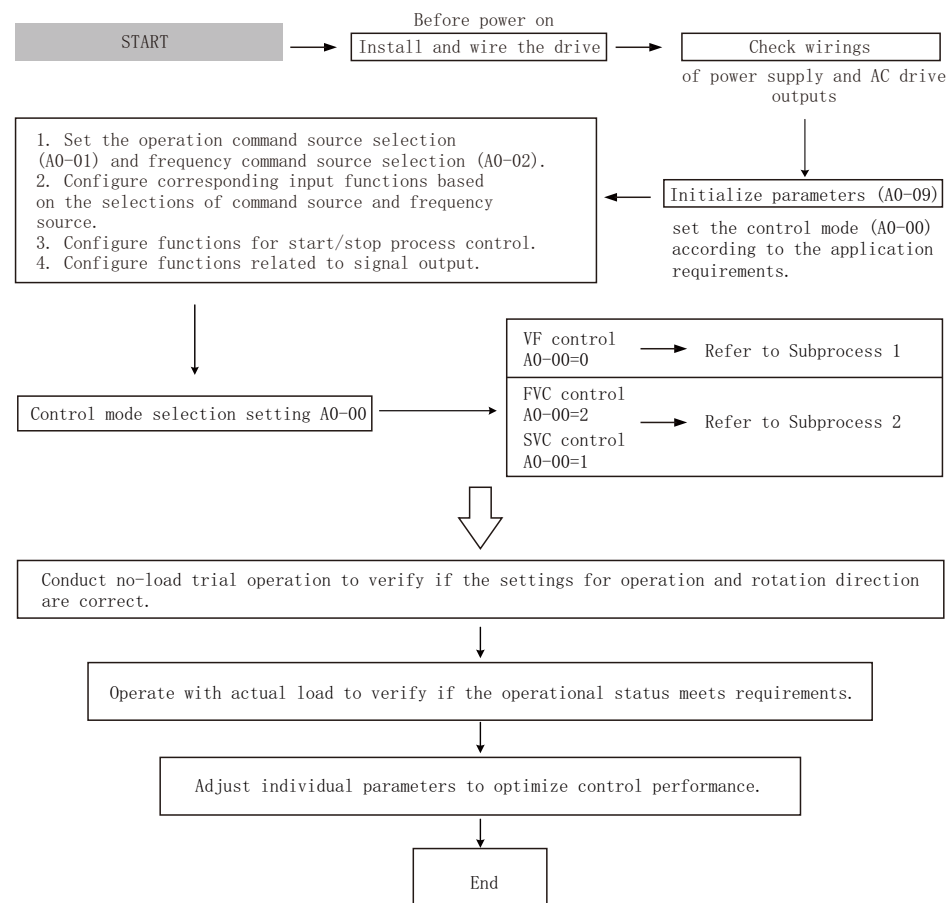 START
Before power on
Install and wire the drive
Check wirings
of power supply and AC drive
outputs
Initialize parameters (A0-09)
set the control mode (A0-00)
according to the application
requirements.
1. Set the operation command source selection
(A0-01) and frequency command source selection (A0-02).
2. Configure corresponding input functions based
on the selections of command source and frequency
source.
3. Configure functions for start/stop process control.
4. Configure functions related to signal output.
Control mode selection setting A0-00
VF control
A0-00=0
Refer to Subprocess 1
FVC control
A0-00=2
SVC control
A0-00=1
Refer to Subprocess 2
Conduct no-load trial operation to verify if the settings for operation and rotation direction
are correct.
Operate with actual load to verify if the operational status meets requirements.
Adjust individual parameters to optimize control performance.
End